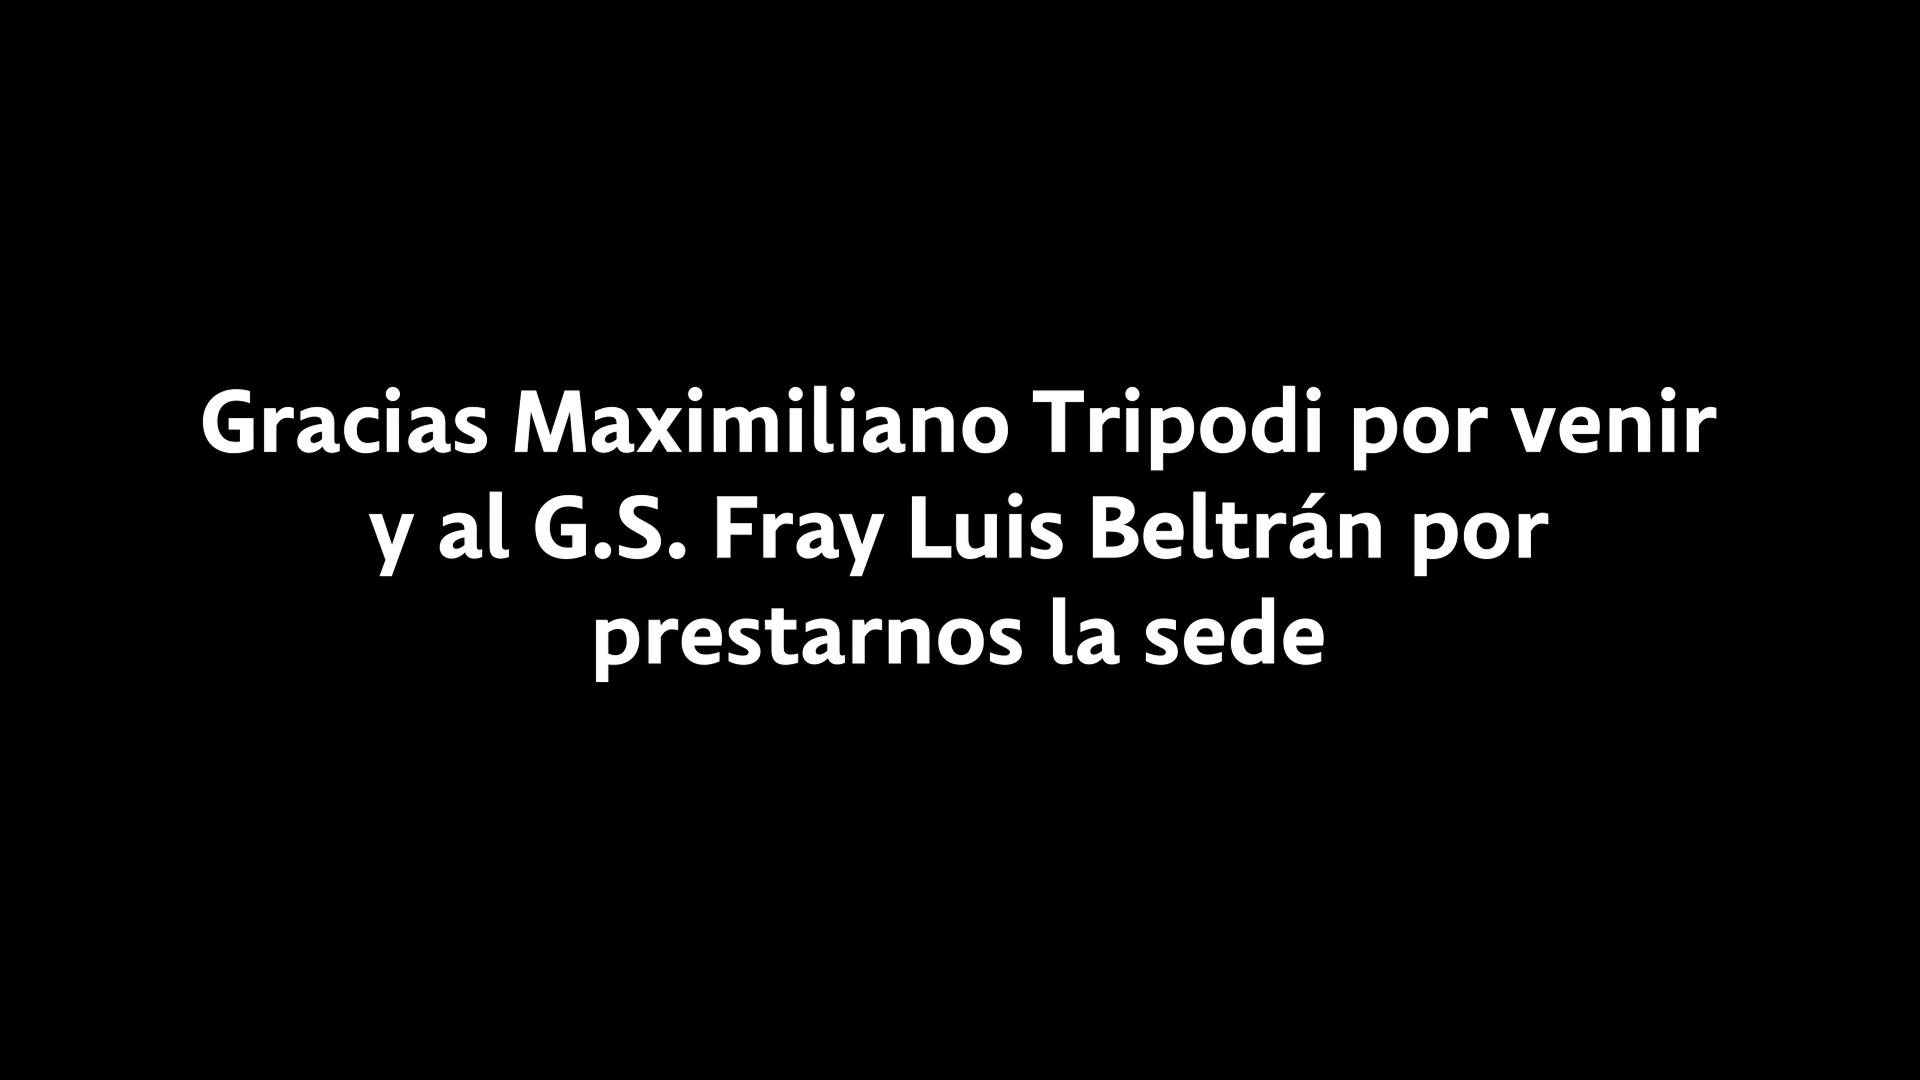 Gracias Maximiliano Tripodi por venir
y al G.S. Fray Luis Beltrán por
prestarnos la sede